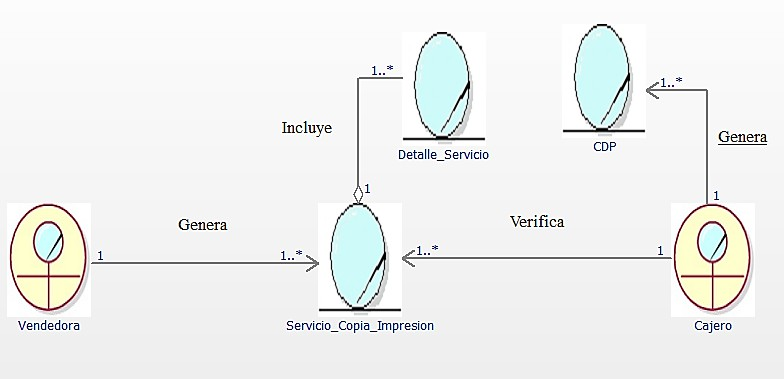 1..*
1..*
Incluye
Genera
Detalle_Servicio
CDP
1
1
Genera
Verifica
1
1..*
1..*
1
Vendedora
Servicio_Copia_Impresion
Cajero